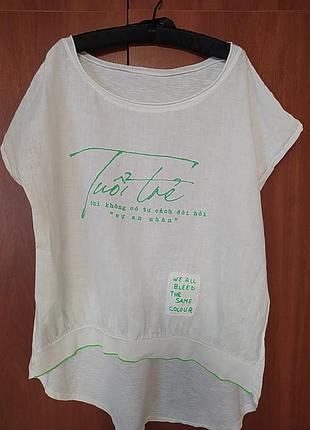 Tuổi trẻ
thì không có tư cách đòi hỏi
"sự an nhàn"
WE ALL
BLEED
THE
SAME
COLOUR